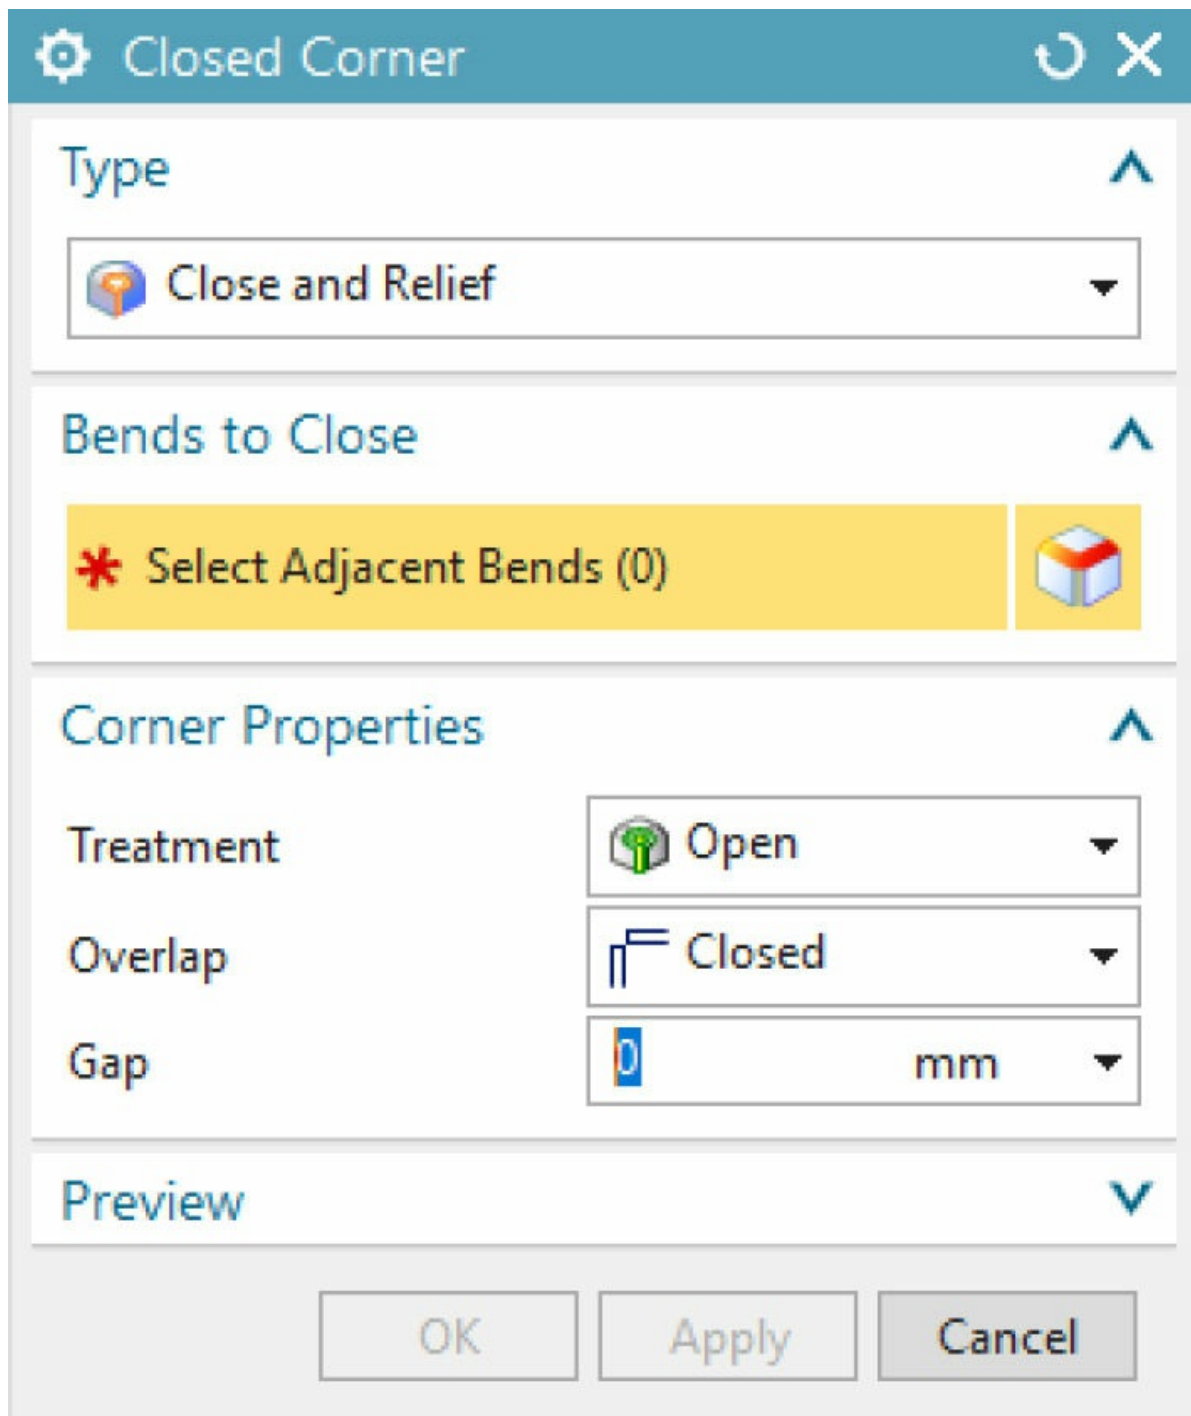 Closed Corner
Type
Close and Relief
Bends to Close
* Select Adjacent Bends (0)
Corner Properties
Treatment Open
Overlap Closed
Gap 0 mm
Preview
OK Apply Cancel